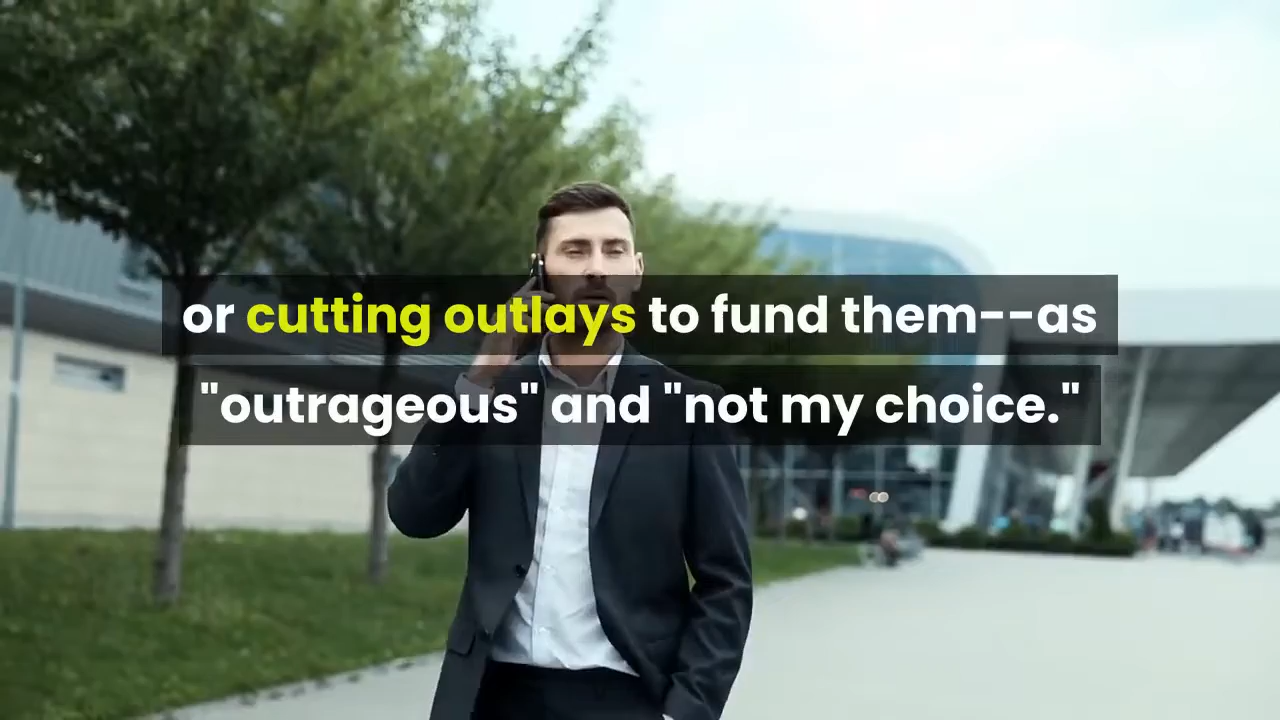 or cutting outlays to fund them--as
"outrageous" and "not my choice."